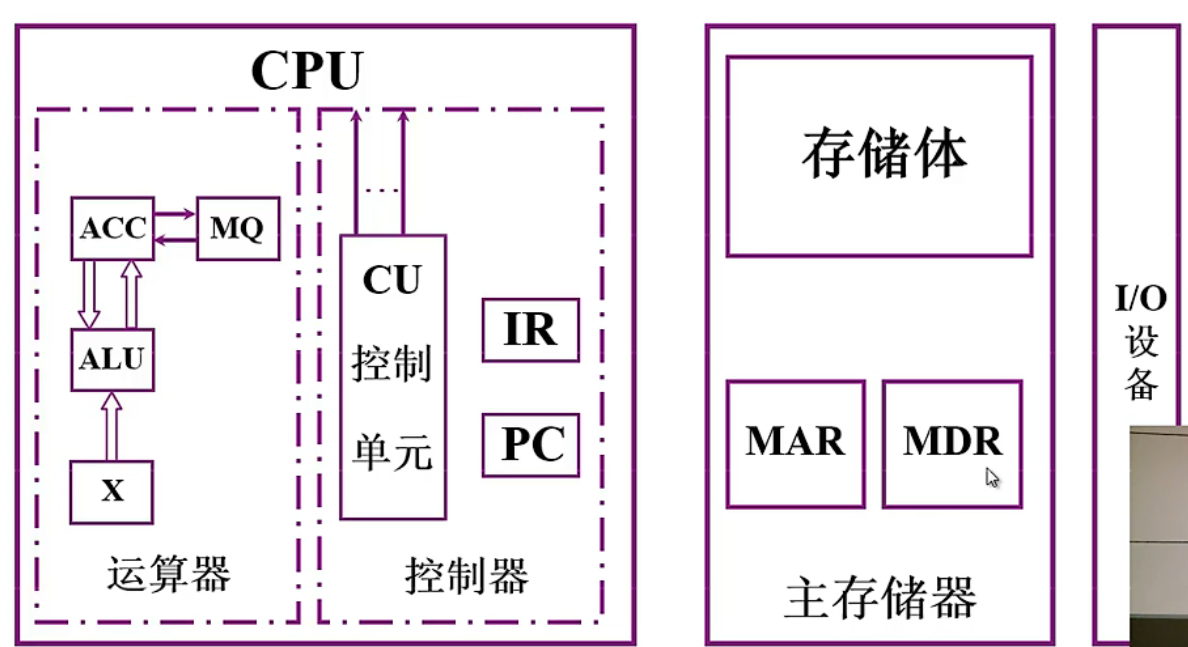 CPU
ACC
MQ
ALU
X
运算器
...
CU
控制
单元
IR
PC
控制器
存储体
MAR
MDR
主存储器
I/O
设
备